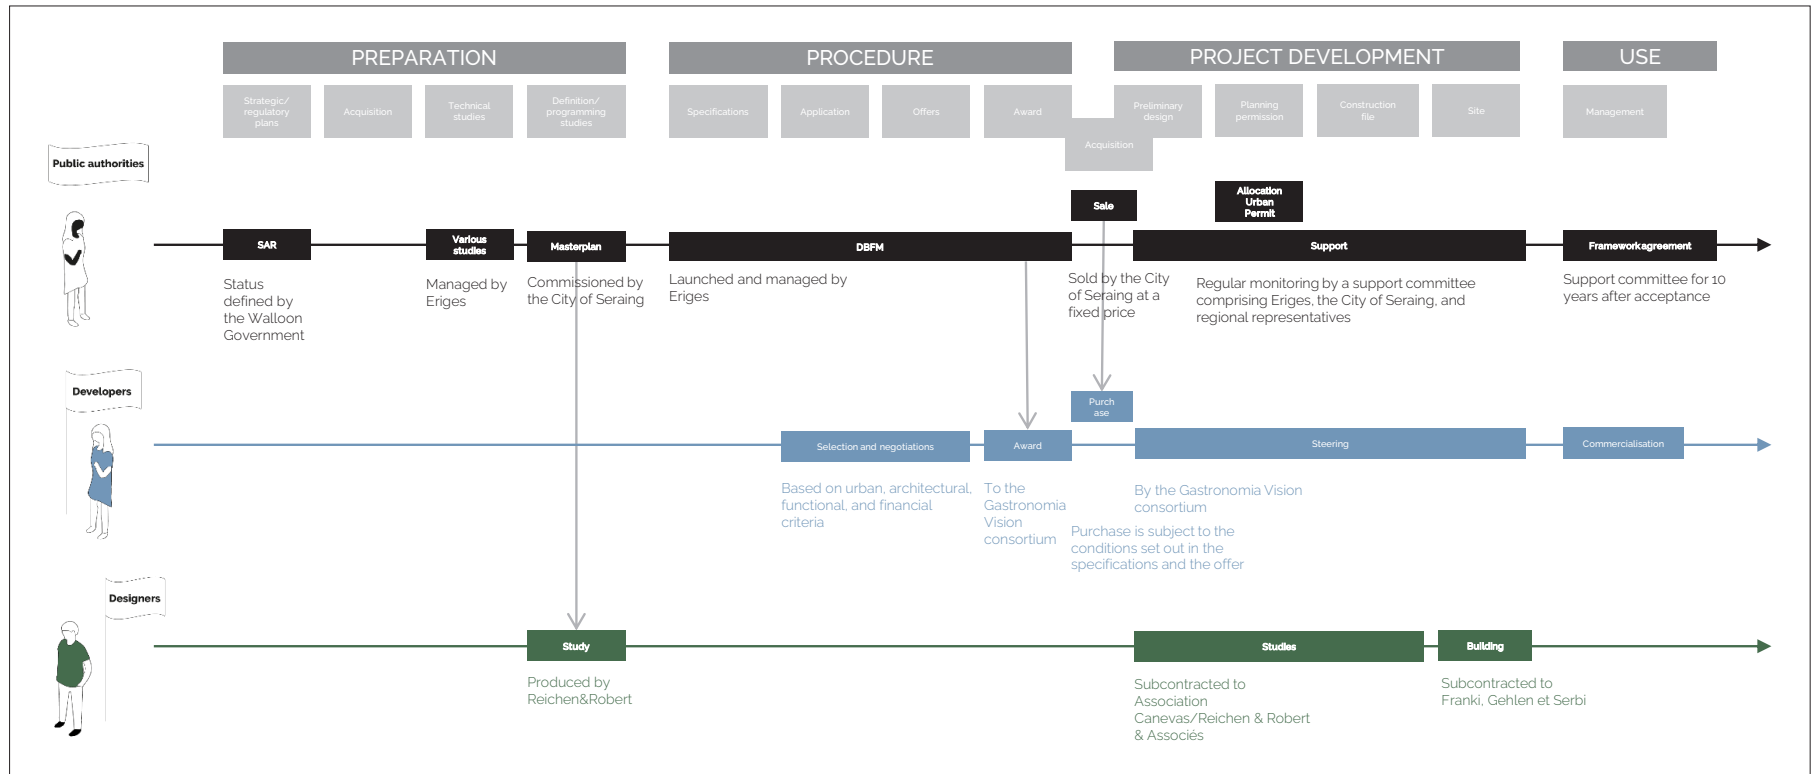 PREPARATION
PROCEDURE
PROJECT DEVELOPMENT
USE
Strategic/
regulatory
plans
Acquisition
Technical
studies
Definition/
programming
studies
Specifications
Application
Offers
Award
Acquisition
Preliminary
design
Planning
permission
Construction
file
Site
Management
Public authorities
SAR
Status
defined by
the Walloon
Government
Various
studies
Managed by
Eriges
Masterplan
Commissioned by
the City of Seraing
DBFM
Launched and managed by
Eriges
Sale
Sold by the City
of Seraing at a
fixed price
Allocation
Urban
Permit
Support
Regular monitoring by a support committee
comprising Eriges, the City of Seraing, and
regional representatives
Frameworkagreement
Support committee for 10
years after acceptance
Developers
Selection and negotiations
Based on urban, architectural,
functional, and financial
criteria
Award
To the
Gastronomia
Vision
consortium
Purch
ase
Purchase is subject to the
conditions set out in the
specifications and the offer
Steering
By the Gastronomia Vision
consortium
Commercialisation
Designers
Study
Produced by
Reichen&Robert
Studies
Subcontracted to
Association
Canevas/Reichen & Robert
& Associés
Building
Subcontracted to
Franki, Gehlen et Serbi